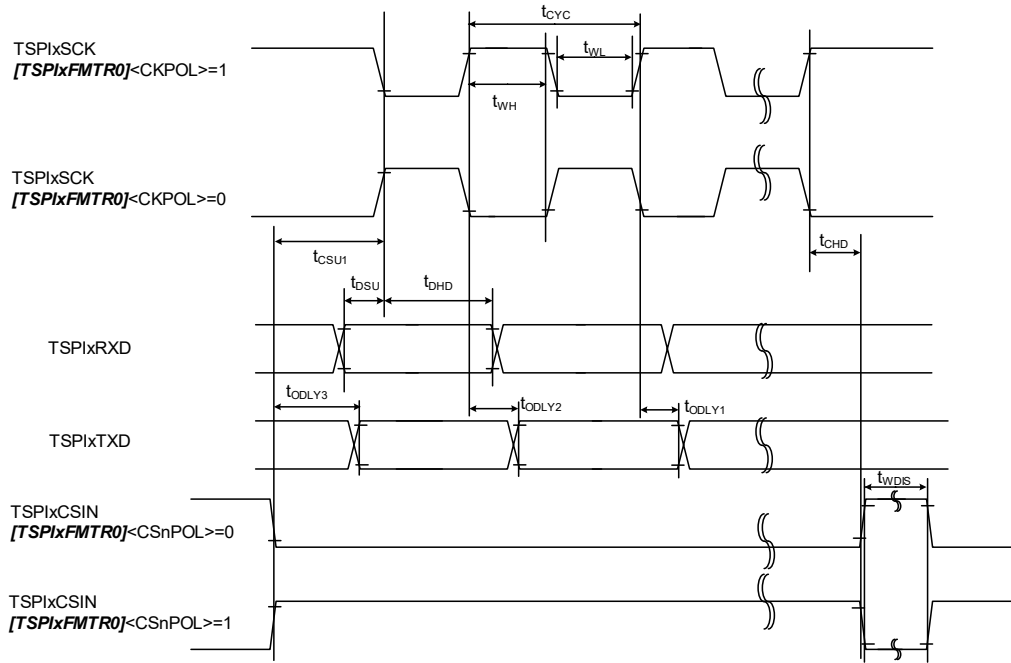 tCYC
TSPIxSCK
[TSPIxFMTR0]<CKPOL>=1
tWL
tWH
TSPIxSCK
[TSPIxFMTR0]<CKPOL>=0
tCSU1
tCHD
tDSU
tDHD
TSPIxRXD
tODLY3
tODLY2
tODLY1
TSPIxTXD
tWDIS
TSPIxCSIN
[TSPIxFMTR0]<CSnPOL>=0
TSPIxCSIN
[TSPIxFMTR0]<CSnPOL>=1